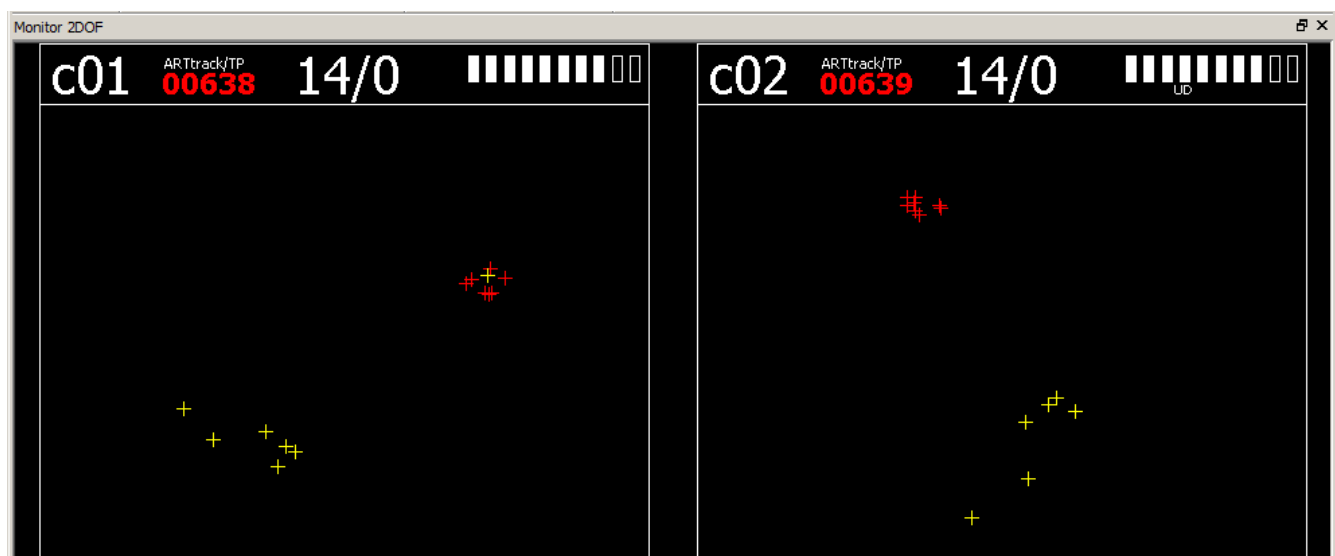 Monitor 2DOF
c01 ARTtrack/TP 14/0
00638
c02 ARTtrack/TP 14/0
00639 UD